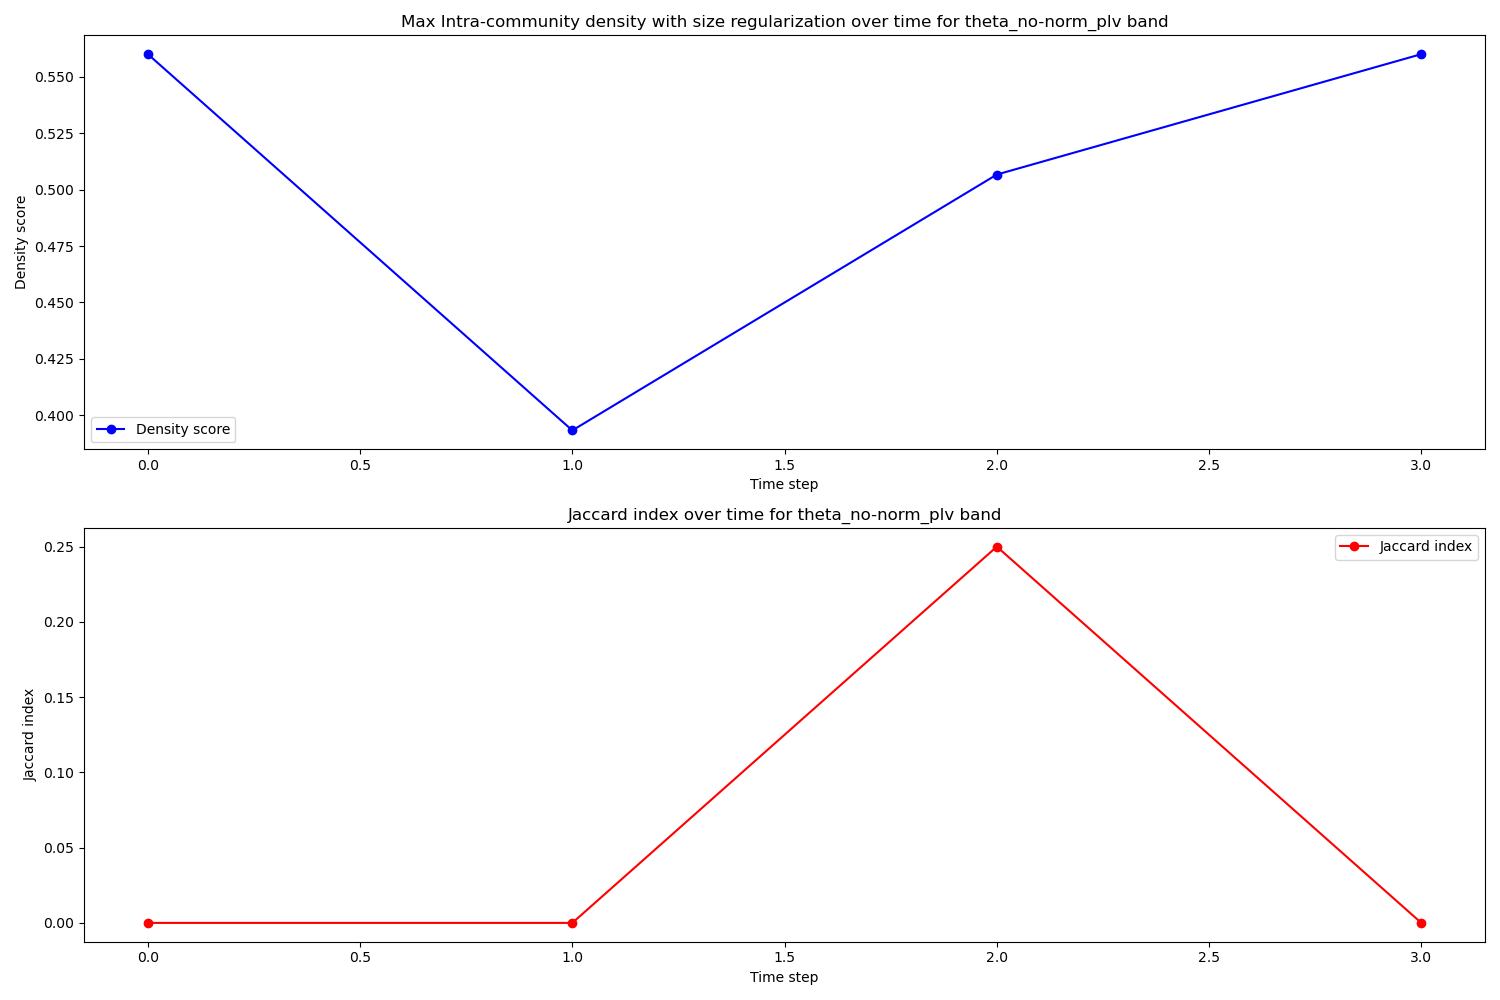 Max Intra-community density with size regularization over time for theta_no-norm_plv band
0.550
0.525
0.500
0.475
0.450
0.425
0.400
Density score
Density score
0.0 0.5 1.0 1.5 2.0 2.5 3.0
Time step
Jaccard index over time for theta_no-norm_plv band
Jaccard index
0.25
0.20
0.15
0.10
0.05
0.00
Jaccard index
0.0 0.5 1.0 1.5 2.0 2.5 3.0
Time step